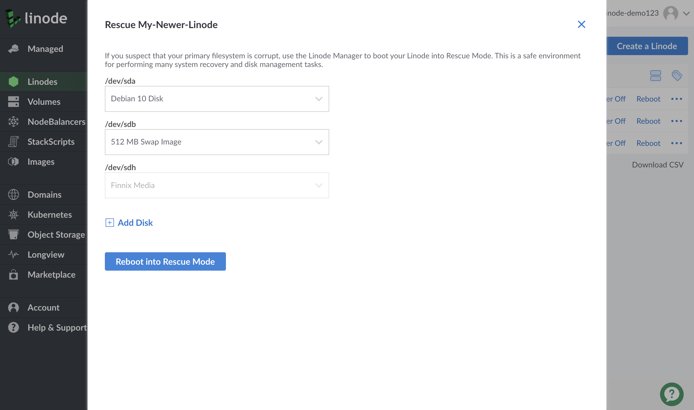 linode
Managed
Linodes
Volumes
NodeBalancers
StackScripts
Images
Domains
Kubernetes
Object Storage
Longview
Marketplace
Account
Help & Support
Rescue My-Newer-Linode
If you suspect that your primary filesystem is corrupt, use the Linode Manager to boot your Linode into Rescue Mode. This is a safe environment
for performing many system recovery and disk management tasks.
/dev/sda
Debian 10 Disk
/dev/sdb
512 MB Swap Image
/dev/sdh
Finnix Media
Add Disk
Reboot into Rescue Mode
node-demo123
Create a Linode
er Off Reboot
er Off Reboot
er Off Reboot
Download CSV